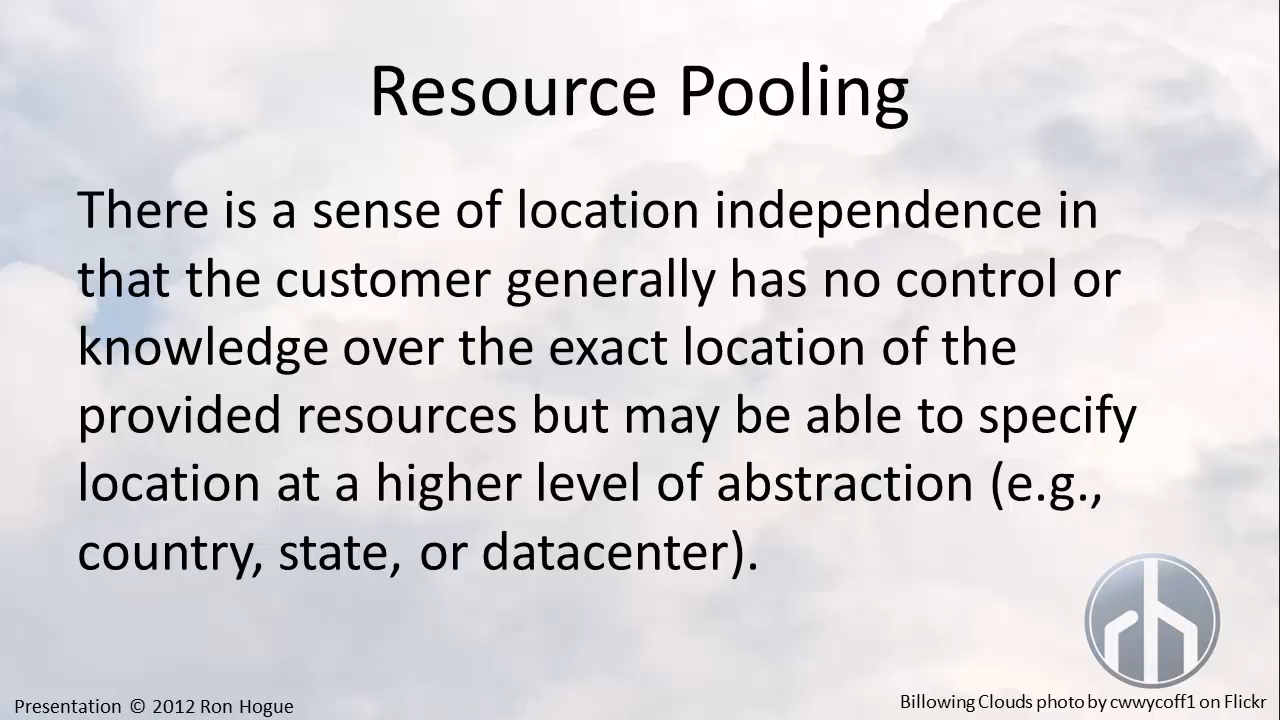 Resource Pooling
There is a sense of location independence in
that the customer generally has no control or
knowledge over the exact location of the
provided resources but may be able to specify
location at a higher level of abstraction (e.g.,
country, state, or datacenter).
rh
Presentation © 2012 Ron Hogue
Billowing Clouds photo by cwwycoff1 on Flickr